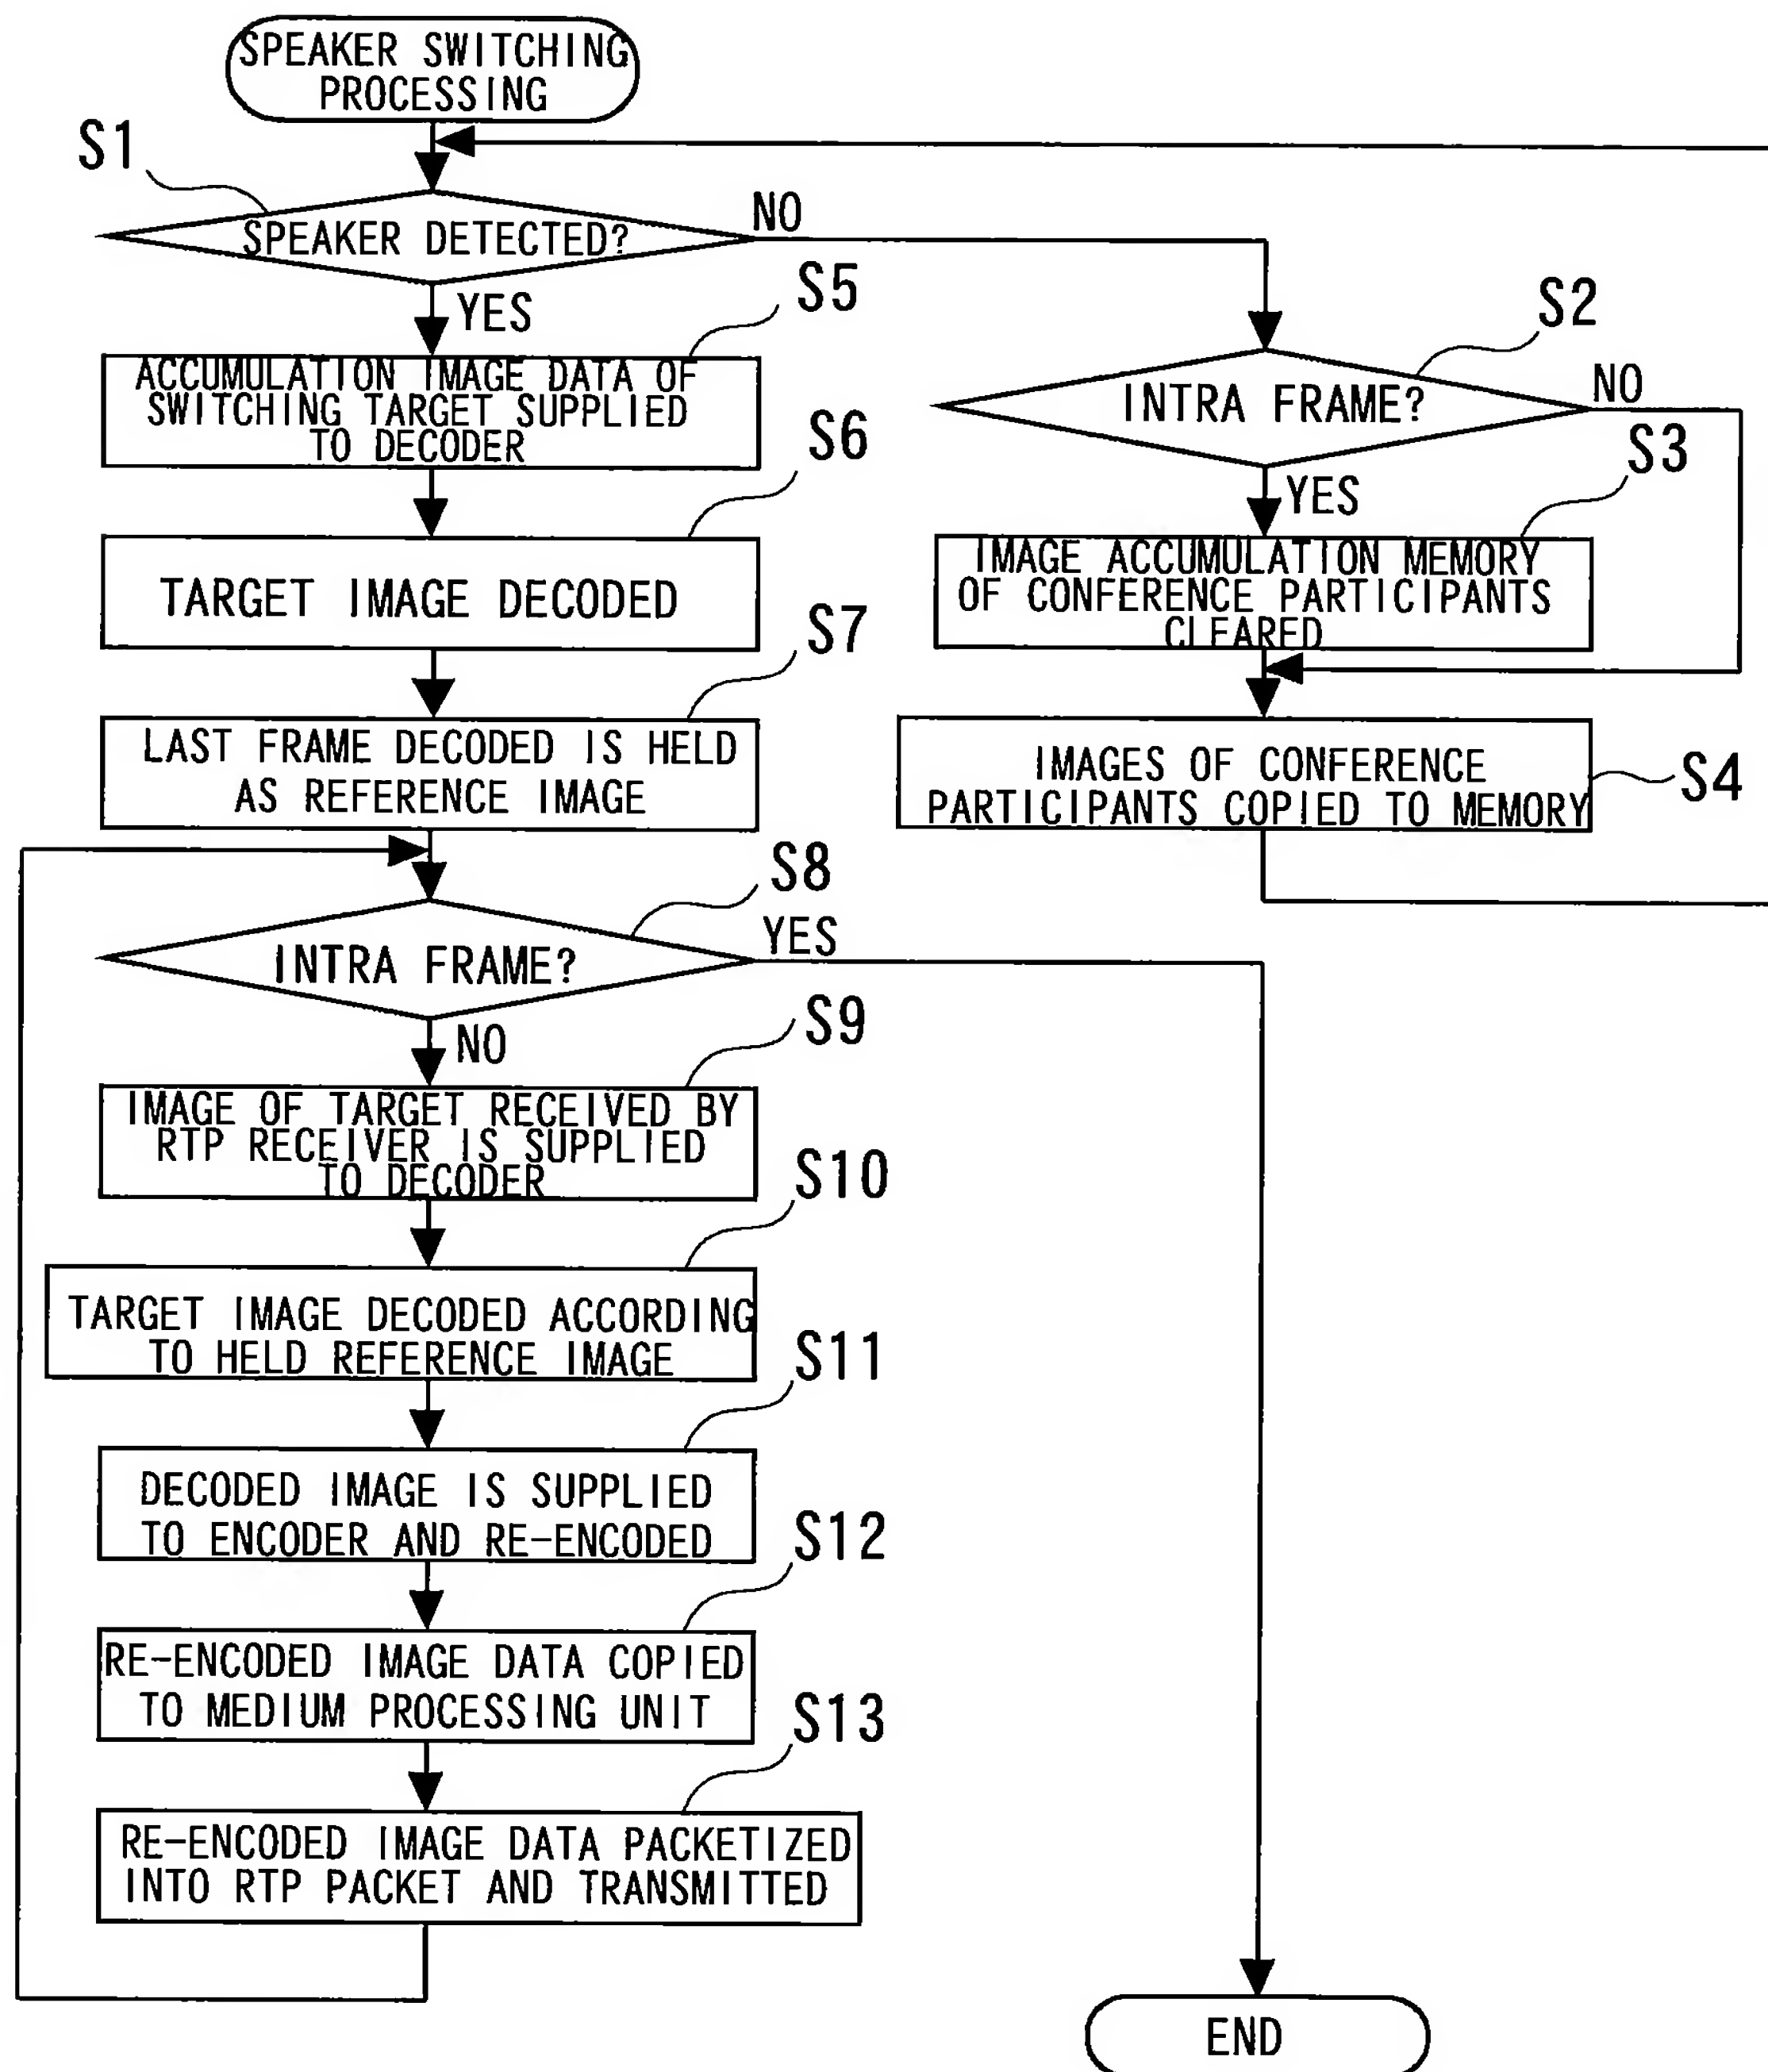 SPEAKER SWITCHING
PROCESSING
S1
SPEAKER DETECTED?
NO
YES
S5
ACCUMULATION IMAGE DATA OF
SWITCHING TARGET SUPPLIED
TO DECODER
S2
INTRA FRAME?
NO
YES
S3
IMAGE ACCUMULATION MEMORY
OF CONFERENCE PARTICIPANTS
CLEARED
S6
TARGET IMAGE DECODED
S7
LAST FRAME DECODED IS HELD
AS REFERENCE IMAGE
IMAGES OF CONFERENCE
PARTICIPANTS COPIED TO MEMORY
S4
S8
INTRA FRAME?
YES
NO
S9
IMAGE OF TARGET RECEIVED BY
RTP RECEIVER IS SUPPLIED
TO DECODER
S10
TARGET IMAGE DECODED ACCORDING
TO HELD REFERENCE IMAGE
S11
DECODED IMAGE IS SUPPLIED
TO ENCODER AND RE-ENCODED
S12
RE-ENCODED IMAGE DATA COPIED
TO MEDIUM PROCESSING UNIT
S13
RE-ENCODED IMAGE DATA PACKETIZED
INTO RTP PACKET AND TRANSMITTED
END